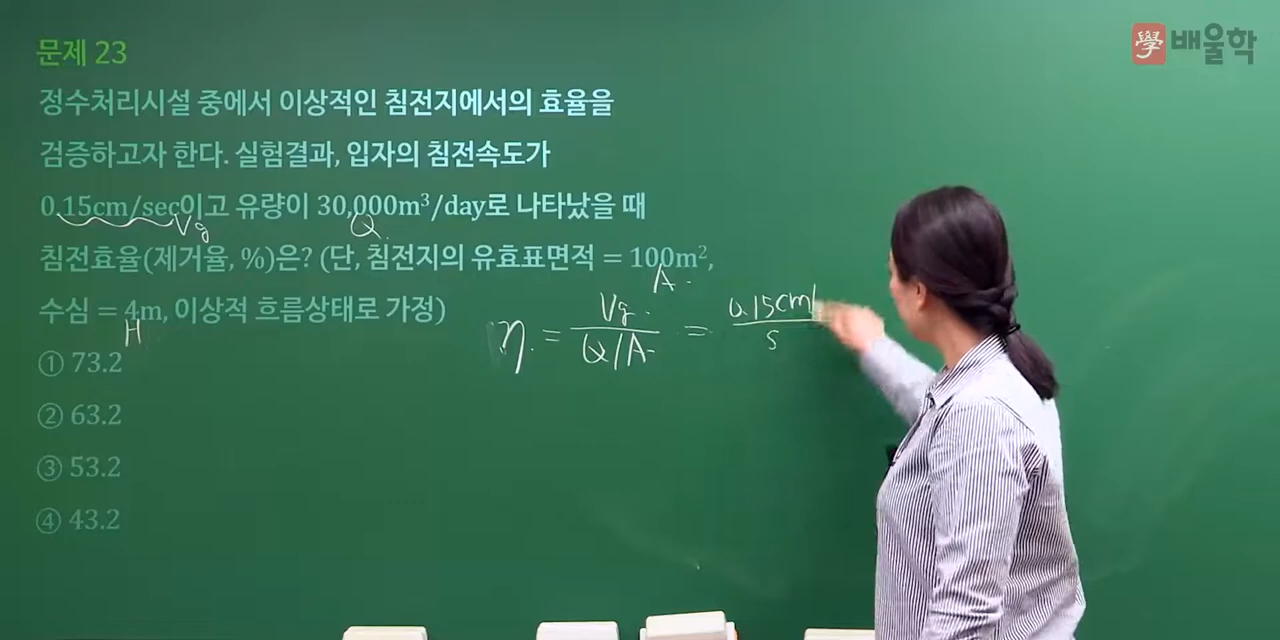 문제 23
學 배울학
정수처리시설 중에서 이상적인 침전지에서의 효율을
검증하고자 한다. 실험결과, 입자의 침전속도가
0.15cm/sec이고 유량이 30,000m³/day로 나타났을 때
Vg Q
침전효율(제거율, %)은? (단, 침전지의 유효표면적 = 100m²,
A.
수심 = 4m, 이상적 흐름상태로 가정)
H
η = Vg / Q/A = 0.15cm / s
① 73.2
② 63.2
③ 53.2
④ 43.2